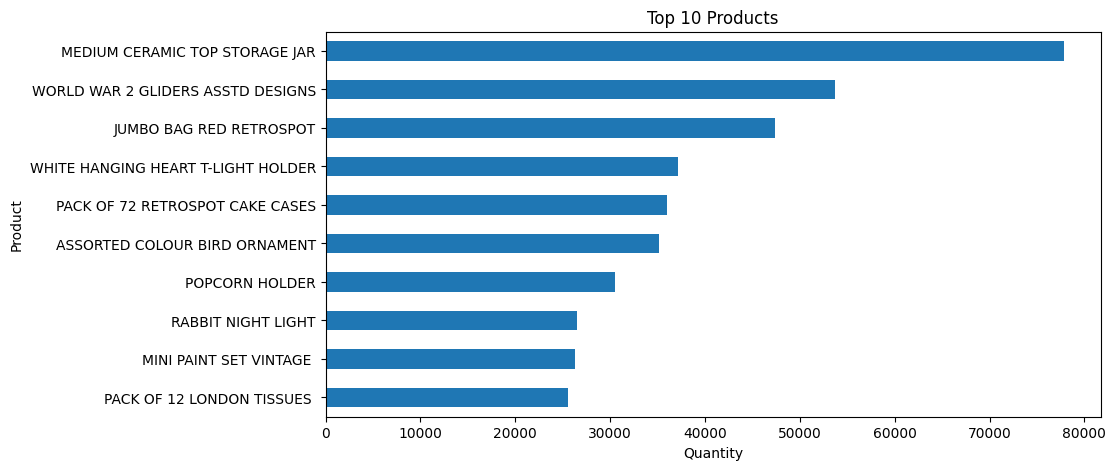 Top 10 Products
Product
MEDIUM CERAMIC TOP STORAGE JAR
WORLD WAR 2 GLIDERS ASSTD DESIGNS
JUMBO BAG RED RETROSPOT
WHITE HANGING HEART T-LIGHT HOLDER
PACK OF 72 RETROSPOT CAKE CASES
ASSORTED COLOUR BIRD ORNAMENT
POPCORN HOLDER
RABBIT NIGHT LIGHT
MINI PAINT SET VINTAGE
PACK OF 12 LONDON TISSUES
0 10000 20000 30000 40000 50000 60000 70000 80000
Quantity